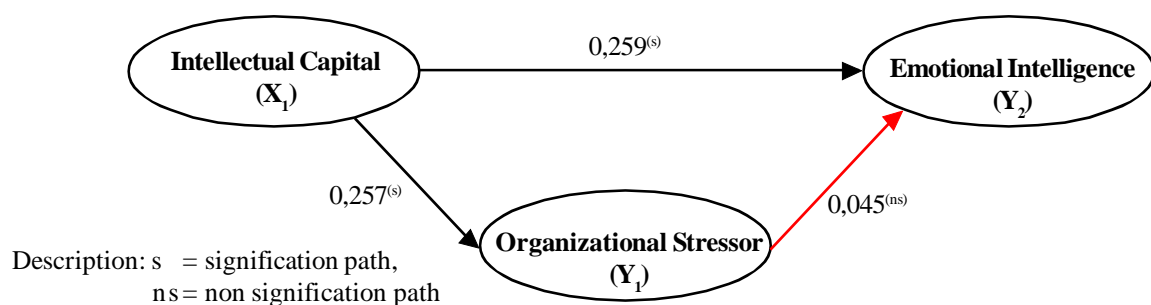 0,259(s)
Intellectual Capital
(X1)
Emotional Intelligence
(Y2)
0,257(s)
0,045(ns)
Organizational Stressor
(Y1)
Description: s = signification path,
ns = non signification path